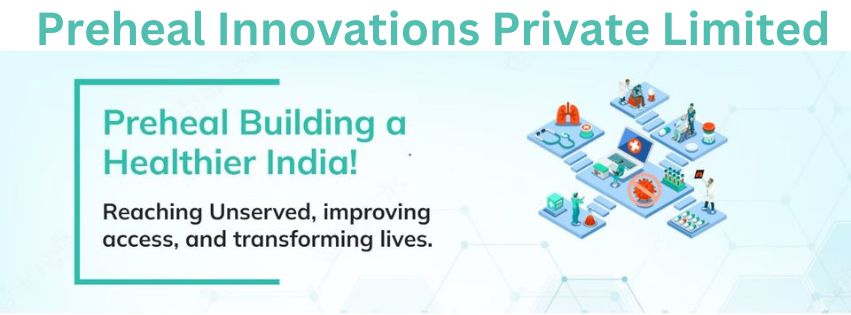 Preheal Innovations Private Limited
Preheal Building a
Healthier India!
Reaching Unserved, improving
access, and transforming lives.